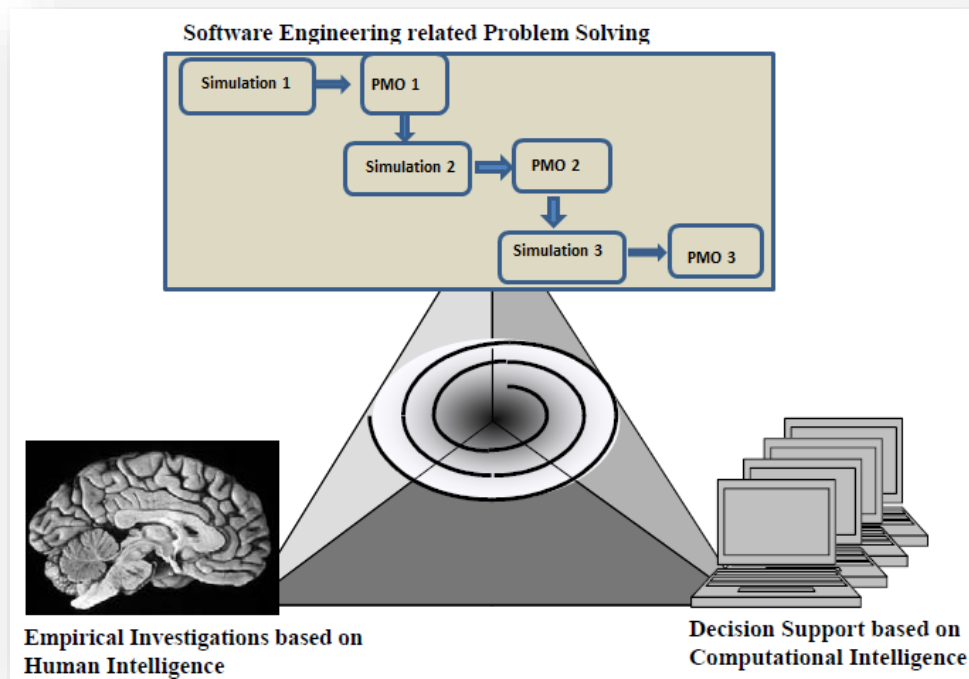 Software Engineering related Problem Solving
Simulation 1
PMO 1
Simulation 2
PMO 2
Simulation 3
PMO 3
Empirical Investigations based on
Human Intelligence
Decision Support based on
Computational Intelligence